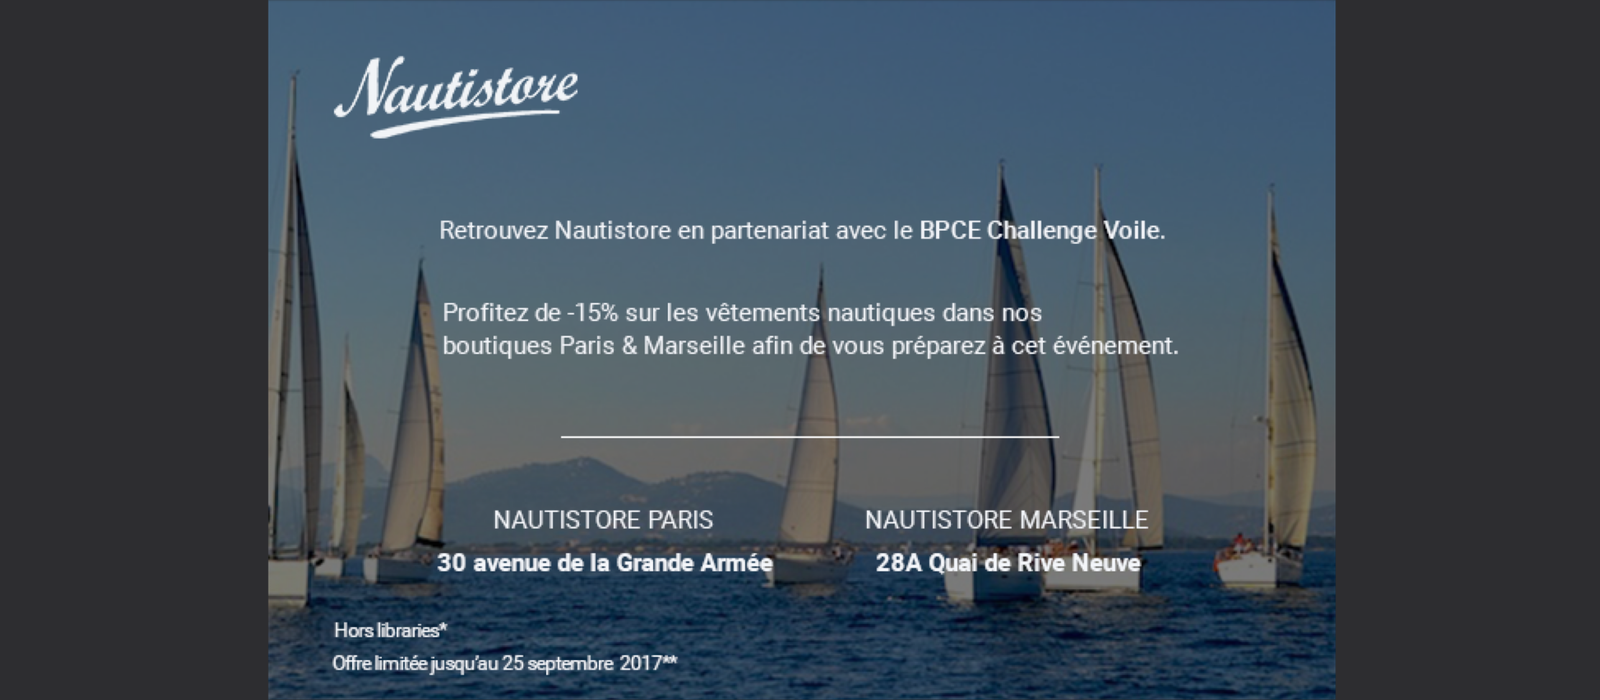 Nautistore
Retrouvez Nautistore en partenariat avec le BPCE Challenge Voile.
Profitez de -15% sur les vêtements nautiques dans nos
boutiques Paris & Marseille afin de vous préparez à cet événement.
NAUTISTORE PARIS
30 avenue de la Grande Armée
NAUTISTORE MARSEILLE
28A Quai de Rive Neuve
Hors libraries*
Offre limitée jusqu'au 25 septembre 2017**